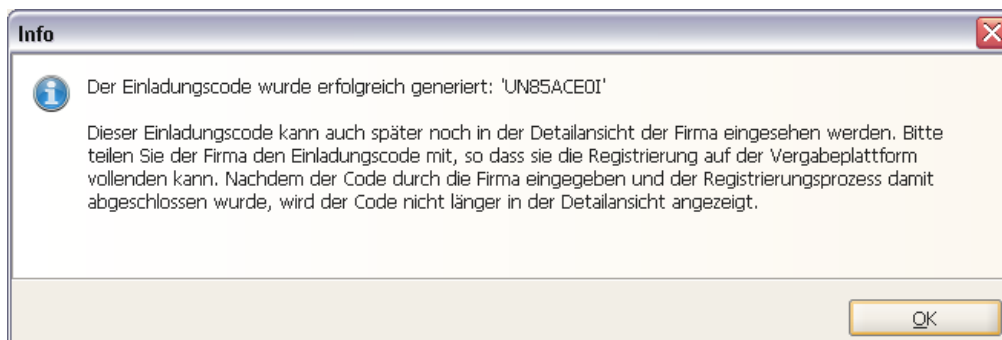 Info
Der Einladungscode wurde erfolgreich generiert: 'UN85ACE0I'
Dieser Einladungscode kann auch später noch in der Detailansicht der Firma eingesehen werden. Bitte
teilen Sie der Firma den Einladungscode mit, so dass sie die Registrierung auf der Vergabeplattform
vollenden kann. Nachdem der Code durch die Firma eingegeben und der Registrierungsprozess damit
abgeschlossen wurde, wird der Code nicht länger in der Detailansicht angezeigt.
OK